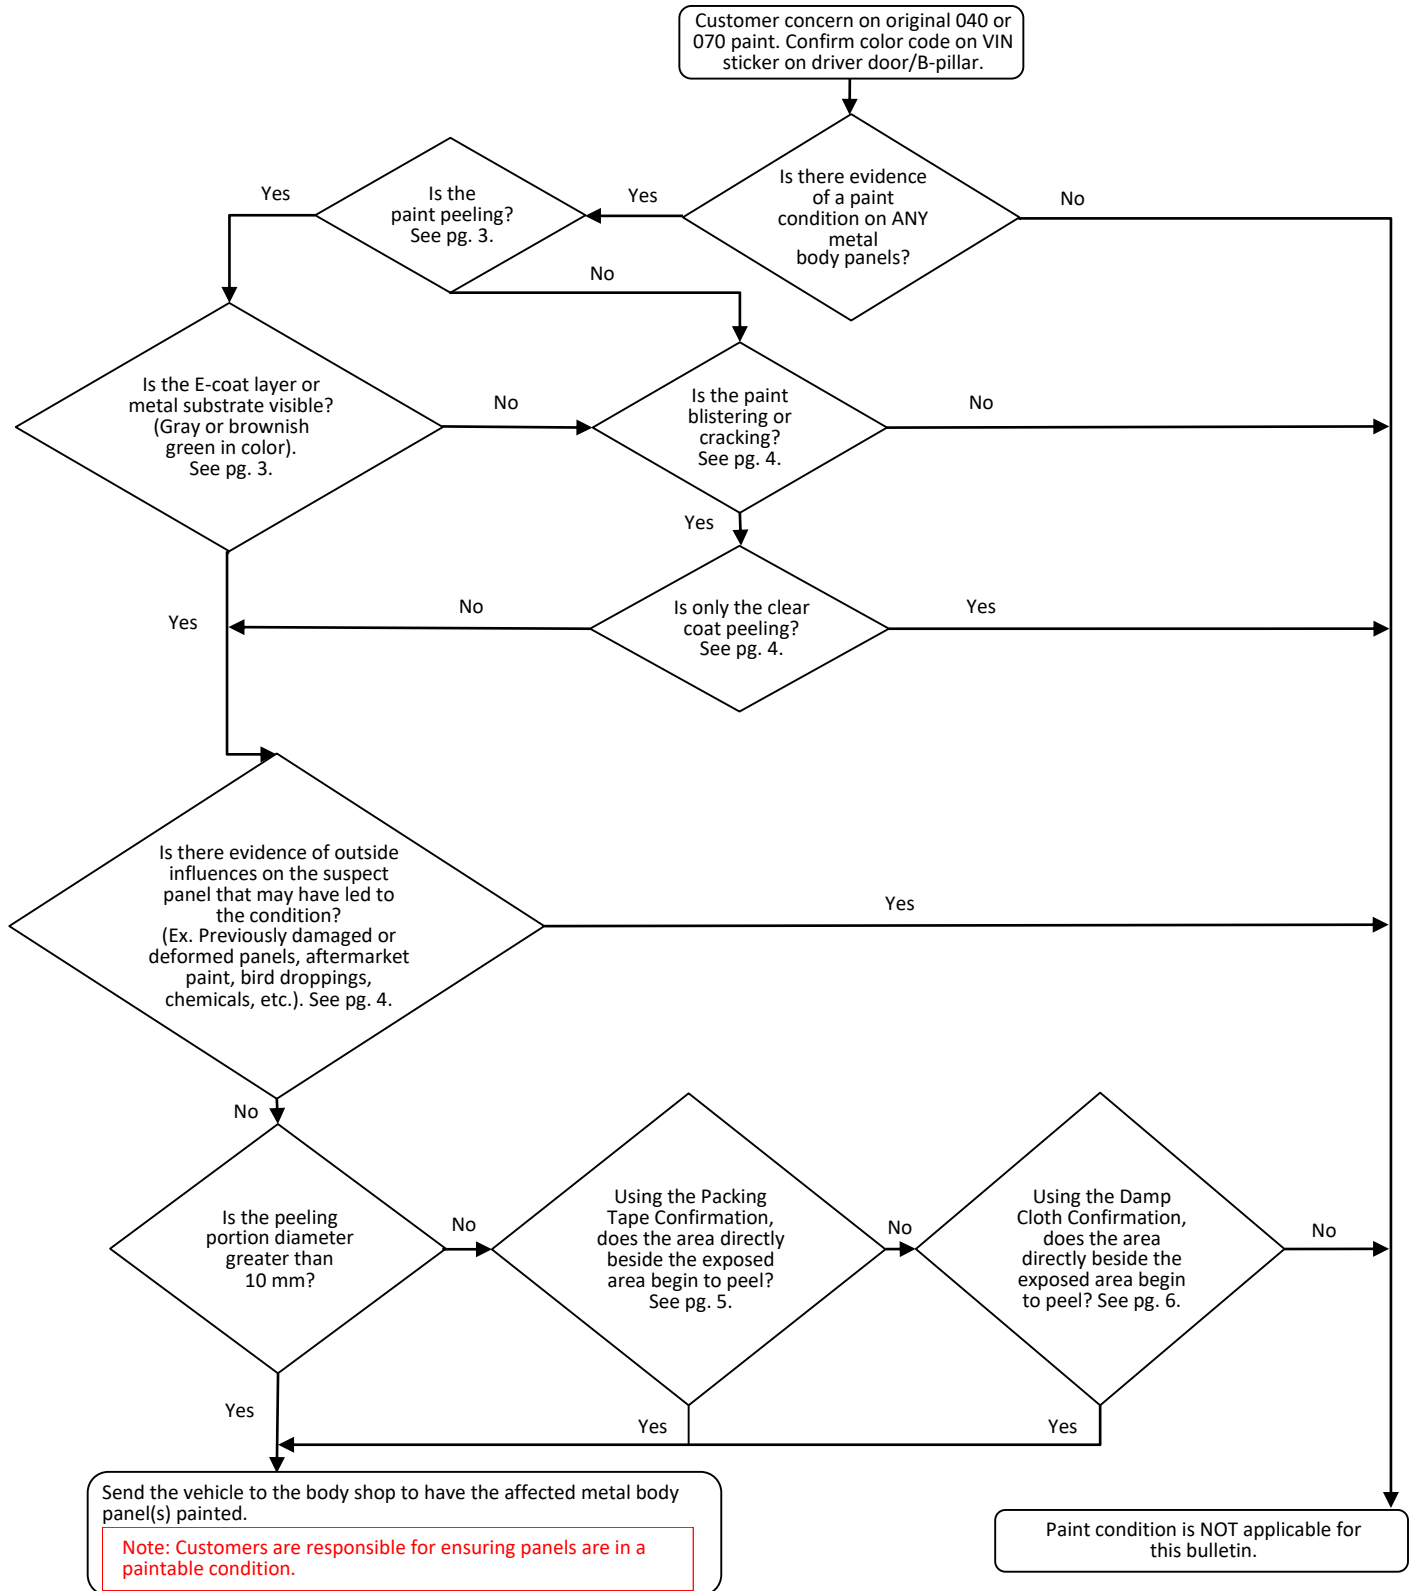 Customer concern on original 040 or
070 paint. Confirm color code on VIN
sticker on driver door/B-pillar.
Is there evidence
of a paint
condition on ANY
metal
body panels?
Yes
No
Is the
paint peeling?
See pg. 3.
Yes
No
Is the E-coat layer or
metal substrate visible?
(Gray or brownish
green in color).
See pg. 3.
No
Yes
Is the paint
blistering or
cracking?
See pg. 4.
No
Yes
Is only the clear
coat peeling?
See pg. 4.
No
Yes
Is there evidence of outside
influences on the suspect
panel that may have led to
the condition?
(Ex. Previously damaged or
deformed panels, aftermarket
paint, bird droppings,
chemicals, etc.). See pg. 4.
Yes
No
Is the peeling
portion diameter
greater than
10 mm?
No
Yes
Using the Packing
Tape Confirmation,
does the area directly
beside the exposed
area begin to peel?
See pg. 5.
No
Yes
Using the Damp
Cloth Confirmation,
does the area
directly beside the
exposed area begin
to peel? See pg. 6.
No
Yes
Send the vehicle to the body shop to have the affected metal body
panel(s) painted.
Note: Customers are responsible for ensuring panels are in a
paintable condition.
Paint condition is NOT applicable for
this bulletin.